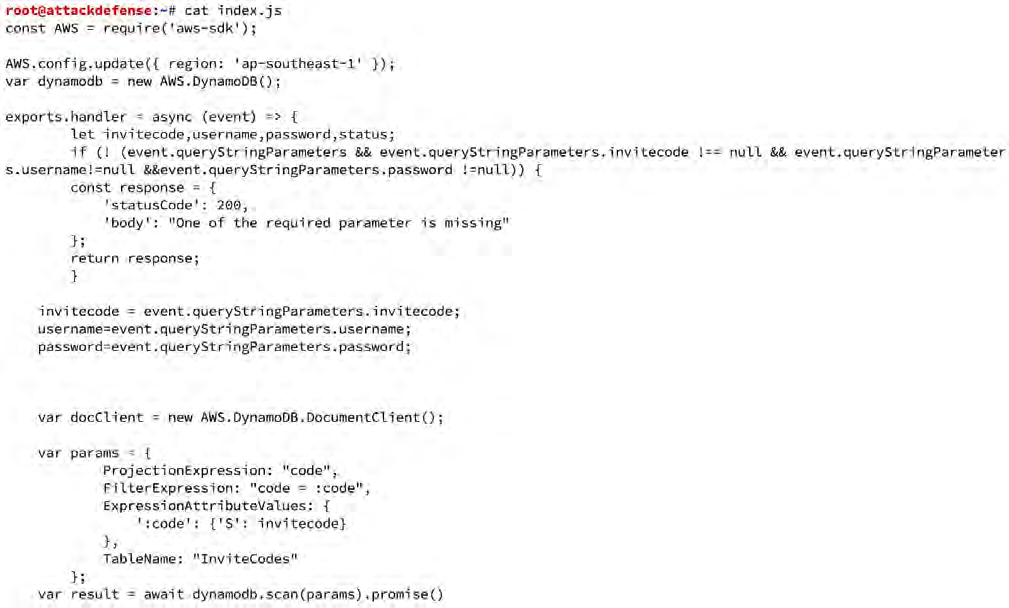 root@attackdefense:~# cat index.js
const AWS = require('aws-sdk');
AWS.config.update({ region: 'ap-southeast-1' });
var dynamodb = new AWS.DynamoDB();
exports.handler = async (event) => {
let invitecode,username,password,status;
if (! (event.queryStringParameters && event.queryStringParameters.invitecode !== null && event.queryStringParameter
s.username!=null &&event.queryStringParameters.password !=null)) {
const response = {
'statusCode': 200,
'body': "One of the required parameter is missing"
};
return response;
}
invitecode = event.queryStringParameters.invitecode;
username=event.queryStringParameters.username;
password=event.queryStringParameters.password;
var docClient = new AWS.DynamoDB.DocumentClient();
var params = {
ProjectionExpression: "code",
FilterExpression: "code = :code",
ExpressionAttributeValues: {
':code': {'S': invitecode}
},
TableName: "InviteCodes"
};
var result = await dynamodb.scan(params).promise()